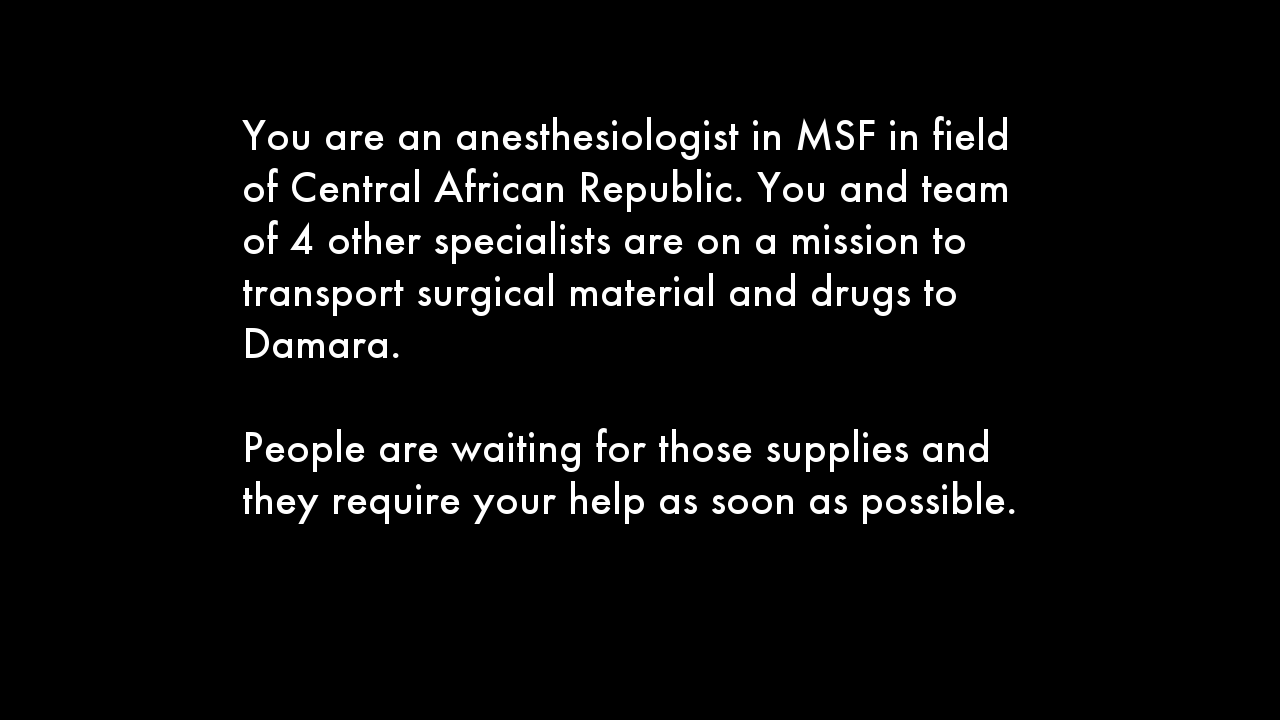 You are an anesthesiologist in MSF in field
of Central African Republic. You and team
of 4 other specialists are on a mission to
transport surgical material and drugs to
Damara.
People are waiting for those supplies and
they require your help as soon as possible.